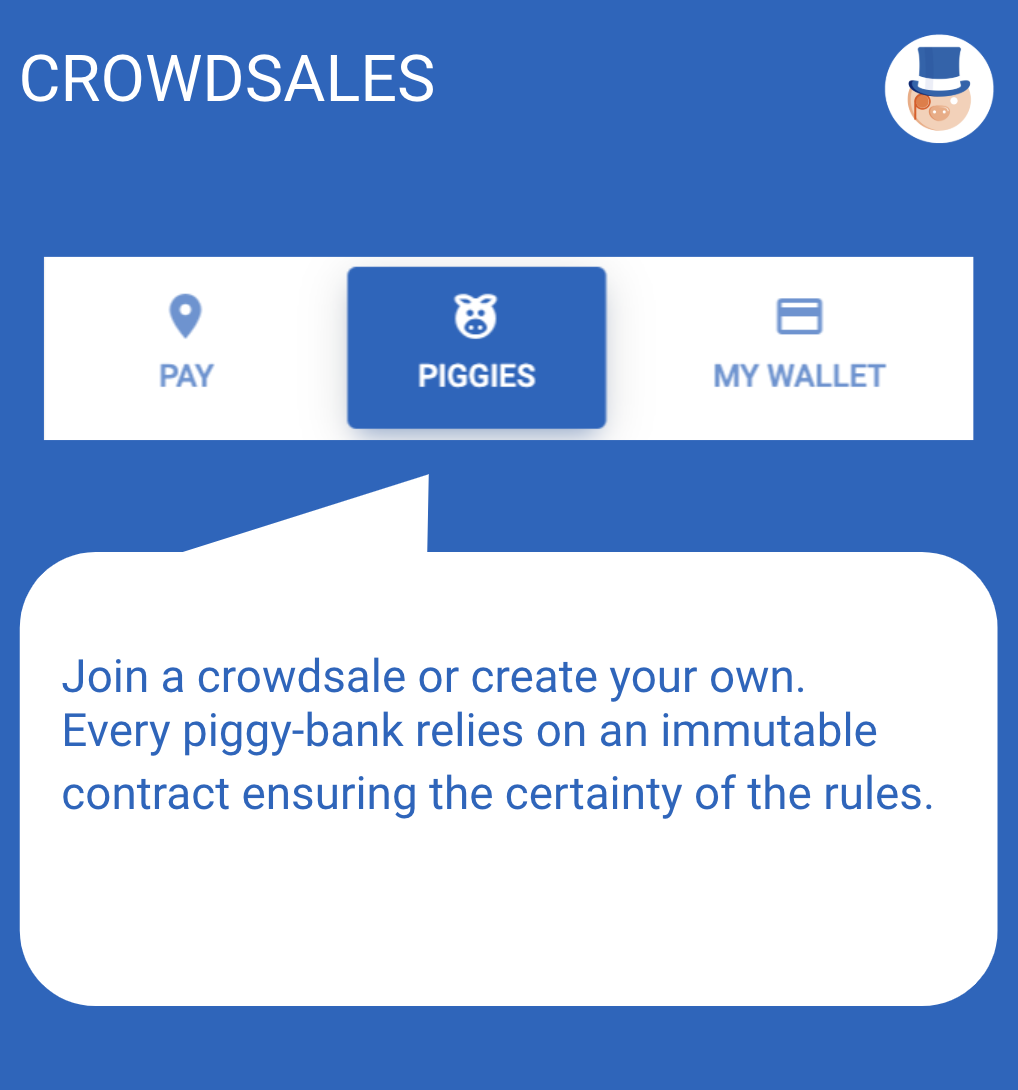 CROWDSALES
PAY
PIGGIES
MY WALLET
Join a crowdsale or create your own.
Every piggy-bank relies on an immutable
contract ensuring the certainty of the rules.